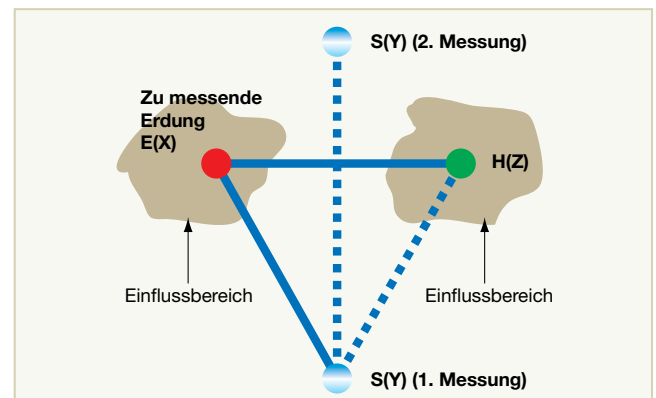 S(Y) (2. Messung)
Zu messende
Erdung
E(X)
H(Z)
Einflussbereich
Einflussbereich
S(Y) (1. Messung)